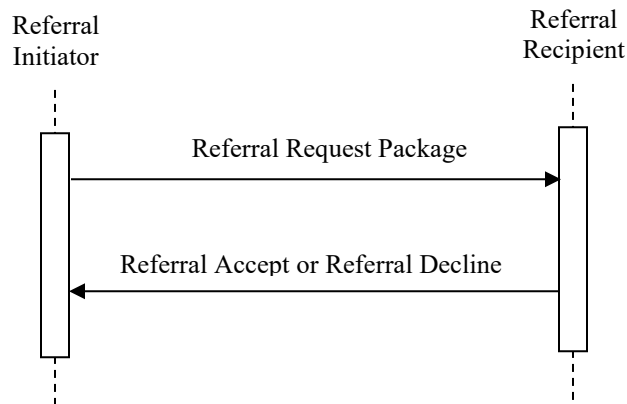 Referral
Initiator
Referral
Recipient
Referral Request Package
Referral Accept or Referral Decline